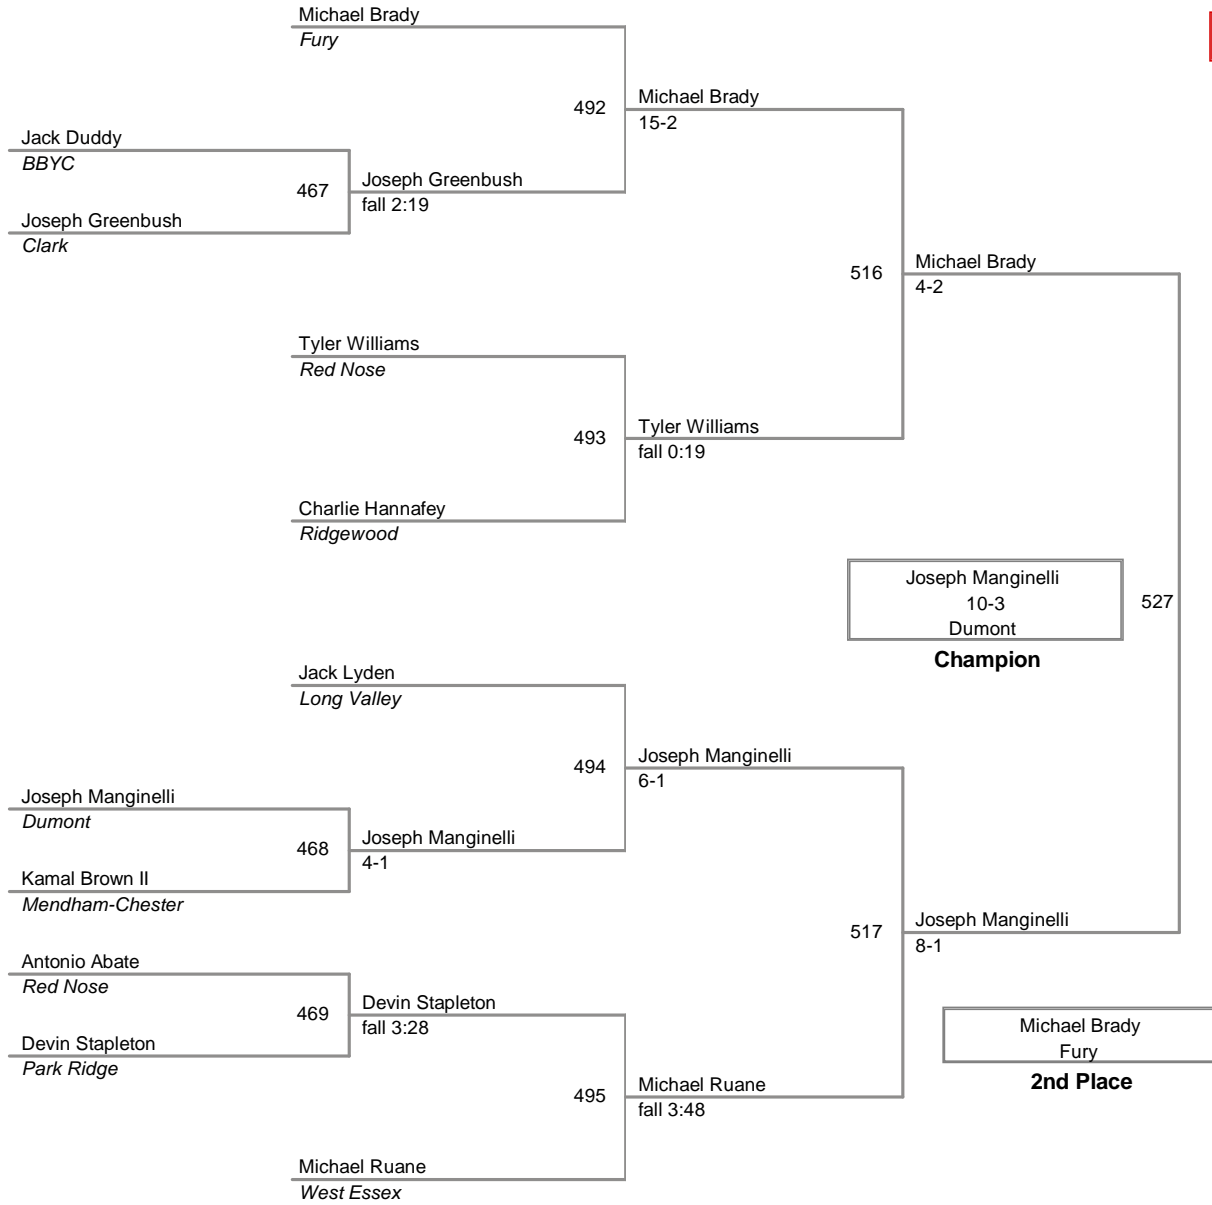 Michael Brady
Fury
492
Michael Brady
15-2
Jack Duddy
BBYC
467
Joseph Greenbush
fall 2:19
Joseph Greenbush
Clark
516
Michael Brady
4-2
Tyler Williams
Red Nose
493
Tyler Williams
fall 0:19
Charlie Hannafey
Ridgewood
Joseph Manginelli
10-3
Dumont
527
Champion
Jack Lyden
Long Valley
494
Joseph Manginelli
6-1
Joseph Manginelli
Dumont
468
Joseph Manginelli
4-1
Kamal Brown II
Mendham-Chester
517
Joseph Manginelli
8-1
Antonio Abate
Red Nose
469
Devin Stapleton
fall 3:28
Devin Stapleton
Park Ridge
Michael Brady
Fury
2nd Place
495
Michael Ruane
fall 3:48
Michael Ruane
West Essex